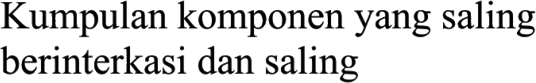 Kumpulan komponen yang saling
berinterkasi dan saling